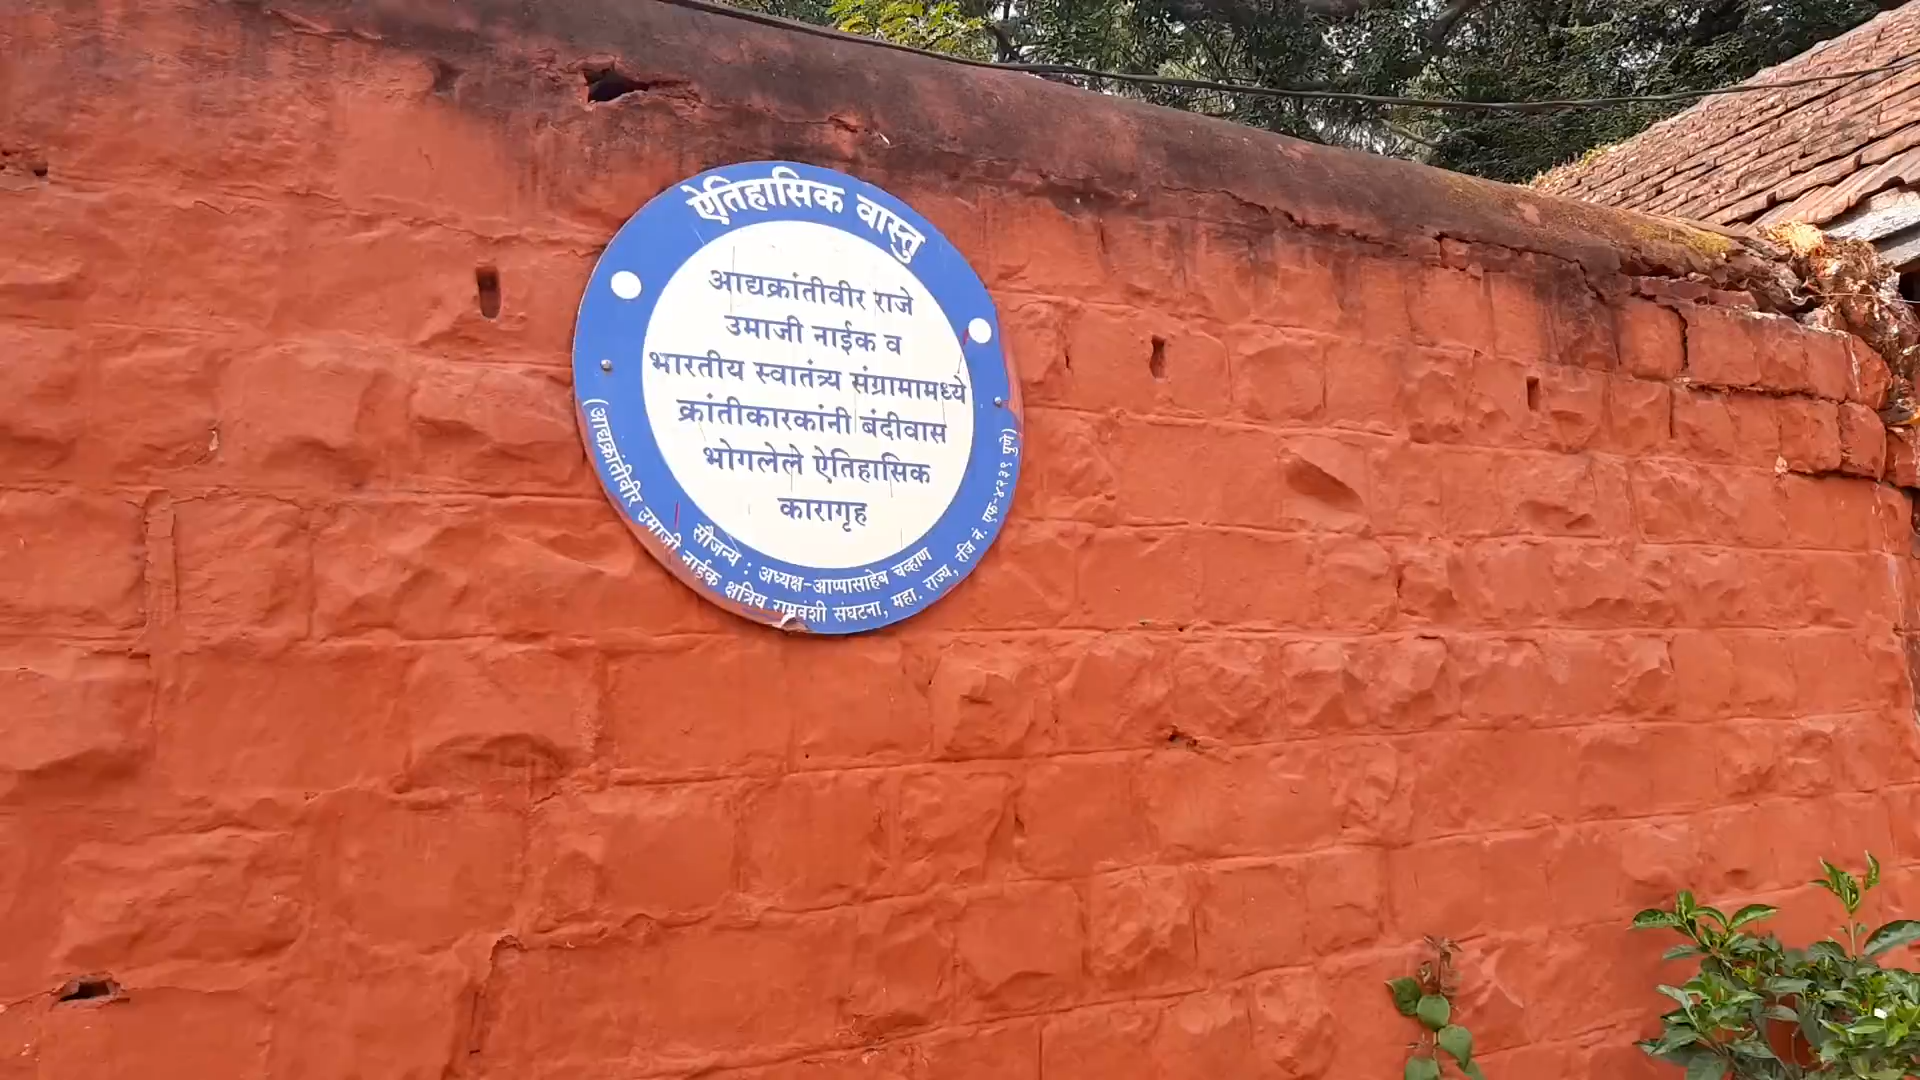 ऐतिहासिक वास्तु
आद्यक्रांतीवीर राजे
उमाजी नाईक व
भारतीय स्वातंत्र्य संग्रामामध्ये
क्रांतीकारकांनी बंदीवास
भोगलेले ऐतिहासिक
कारागृह
सौजन्य : अध्यक्ष-आप्पासाहेब चव्हाण
(आद्यक्रांतीवीर उमाजी नाईक क्षत्रिय रामवंशी संघटना, महा. राज्य, रजि नं. एफ-४२३९ पुणे)